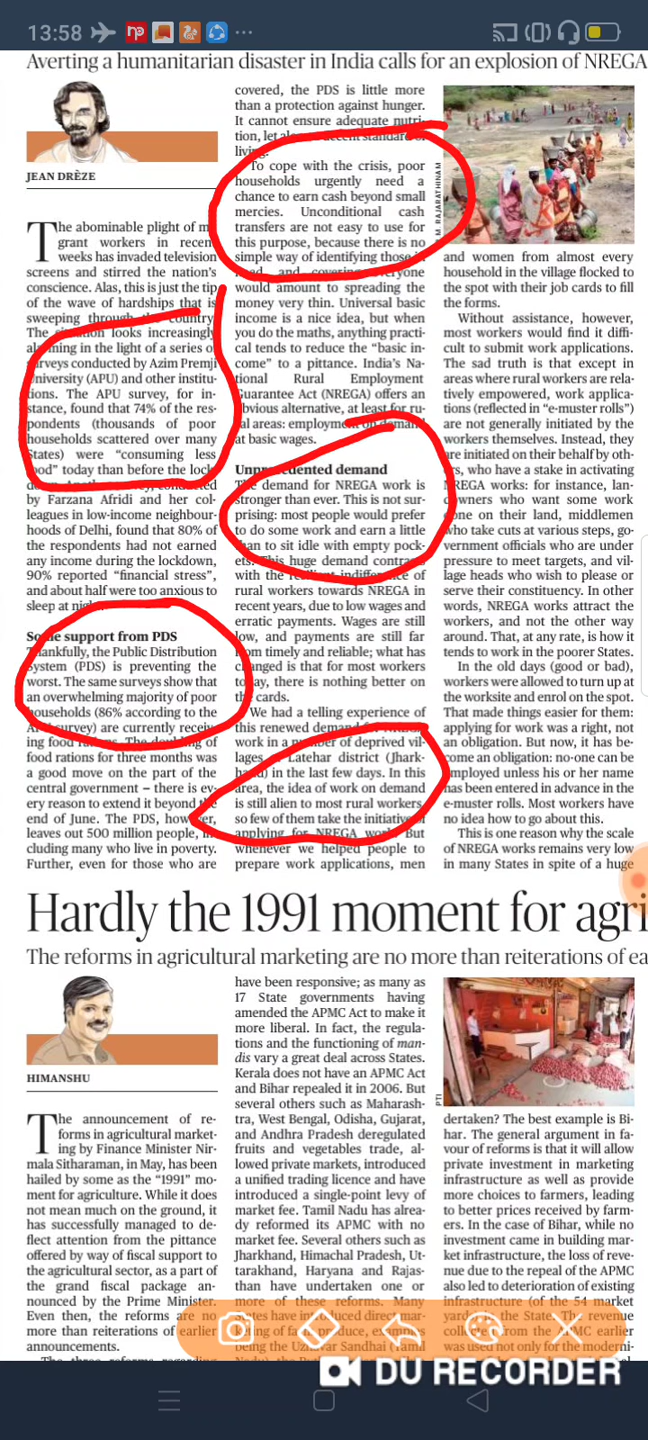 13:58
Averting a humanitarian disaster in India calls for an explosion of NREGA
JEAN DRÈZE
The abominable plight of mi
grant workers in recen
weeks has invaded television
screens and stirred the nation's
conscience. Alas, this is just the tip
of the wave of hardships that is
sweeping through the country.
The situation looks increasingly
alarming in the light of a series of
surveys conducted by Azim Premji
University (APU) and other institu-
tions. The APU survey, for in-
stance, found that 74% of the res-
pondents (thousands of poor
households scattered over many
States) were "consuming less
food" today than before the lock
by Farzana Afridi and her col-
leagues in low-income neighbour-
hoods of Delhi, found that 80% of
the respondents had not earned
any income during the lockdown,
90% reported "financial stress",
and about half were too anxious to
sleep at night.
Some support from PDS
Thankfully, the Public Distribution
System (PDS) is preventing the
worst. The same surveys show that
an overwhelming majority of poor
households (86% according to the
APU survey) are currently receiv-
ing food rations. The doubling of
food rations for three months was
a good move on the part of the
central government – there is ev-
ery reason to extend it beyond the
end of June. The PDS, however,
leaves out 500 million people, in-
cluding many who live in poverty.
Further, even for those who are
covered, the PDS is little more
than a protection against hunger.
It cannot ensure adequate nutri-
tion, let alone a decent standard of
living.
To cope with the crisis, poor
households urgently need a
chance to earn cash beyond small
mercies. Unconditional cash
transfers are not easy to use for
this purpose, because there is no
simple way of identifying those in
need, and covering everyone
would amount to spreading the
money very thin. Universal basic
income is a nice idea, but when
you do the maths, anything practi-
cal tends to reduce the "basic in-
come" to a pittance. India's Na-
tional Rural Employment
Guarantee Act (NREGA) offers an
obvious alternative, at least for ru-
ral areas: employment on demand
at basic wages.
Unprecedented demand
The demand for NREGA work is
stronger than ever. This is not sur-
prising: most people would prefer
to do some work and earn a little
than to sit idle with empty pock-
ets. This huge demand contrasts
with the resilient indifference of
rural workers towards NREGA in
recent years, due to low wages and
erratic payments. Wages are still
low, and payments are still far
from timely and reliable; what has
changed is that for most workers
today, there is nothing better on
the cards.
We had a telling experience of
this renewed demand for NREGA
work in a number of deprived vil-
lages of Latehar district (Jhark-
hand) in the last few days. In this
area, the idea of work on demand
is still alien to most rural workers,
so few of them take the initiative of
applying for NREGA work. But
whenever we helped people to
prepare work applications, men
M. RAJARATHINAM
and women from almost every
household in the village flocked to
the spot with their job cards to fill
the forms.
Without assistance, however,
most workers would find it diffi-
cult to submit work applications.
The sad truth is that except in
areas where rural workers are rela-
tively empowered, work applica-
tions (reflected in "e-muster rolls")
are not generally initiated by the
workers themselves. Instead, they
are initiated on their behalf by oth-
ers, who have a stake in activating
NREGA works: for instance, lan-
downers who want some work
done on their land, middlemen
who take cuts at various steps, go-
vernment officials who are under
pressure to meet targets, and vil-
lage heads who wish to please or
serve their constituency. In other
words, NREGA works attract the
workers, and not the other way
around. That, at any rate, is how it
tends to work in the poorer States.
In the old days (good or bad),
workers were allowed to turn up at
the worksite and enrol on the spot.
That made things easier for them:
applying for work was a right, not
an obligation. But now, it has be-
come an obligation: no-one can be
employed unless his or her name
has been entered in advance in the
e-muster rolls. Most workers have
no idea how to go about this.
This is one reason why the scale
of NREGA works remains very low
in many States in spite of a huge
Hardly the 1991 moment for agri
The reforms in agricultural marketing are no more than reiterations of ea
HIMANSHU
The announcement of re-
forms in agricultural market-
ing by Finance Minister Nir-
mala Sitharaman, in May, has been
hailed by some as the "1991" mo-
ment for agriculture. While it does
not mean much on the ground, it
has successfully managed to de-
flect attention from the pittance
offered by way of fiscal support to
the agricultural sector, as a part of
the grand fiscal package an-
nounced by the Prime Minister.
Even then, the reforms are no
more than reiterations of earlier
announcements.
The three reforms regarding
have been responsive; as many as
17 State governments having
amended the APMC Act to make it
more liberal. In fact, the regula-
tions and the functioning of man-
dis vary a great deal across States.
Kerala does not have an APMC Act
and Bihar repealed it in 2006. But
several others such as Maharash-
tra, West Bengal, Odisha, Gujarat,
and Andhra Pradesh deregulated
fruits and vegetables trade, al-
lowed private markets, introduced
a unified trading licence and have
introduced a single-point levy of
market fee. Tamil Nadu has alrea-
dy reformed its APMC with no
market fee. Several others such as
Jharkhand, Himachal Pradesh, Ut-
tarakhand, Haryana and Rajas-
than have undertaken one or
more of these reforms. Many
States have introduced direct mar-
keting of farm produce, examples
being the Uzhavar Sandhai (Tamil
PTI
dertaken? The best example is Bi-
har. The general argument in fa-
vour of reforms is that it will allow
private investment in marketing
infrastructure as well as provide
more choices to farmers, leading
to better prices received by farm-
ers. In the case of Bihar, while no
investment came in building mar-
ket infrastructure, the loss of reve-
nue due to the repeal of the APMC
also led to deterioration of existing
infrastructure (of the 54 market
yards in the State. The revenue
collected from the APMC earlier
was used not only for the moderni-
DU RECORDER